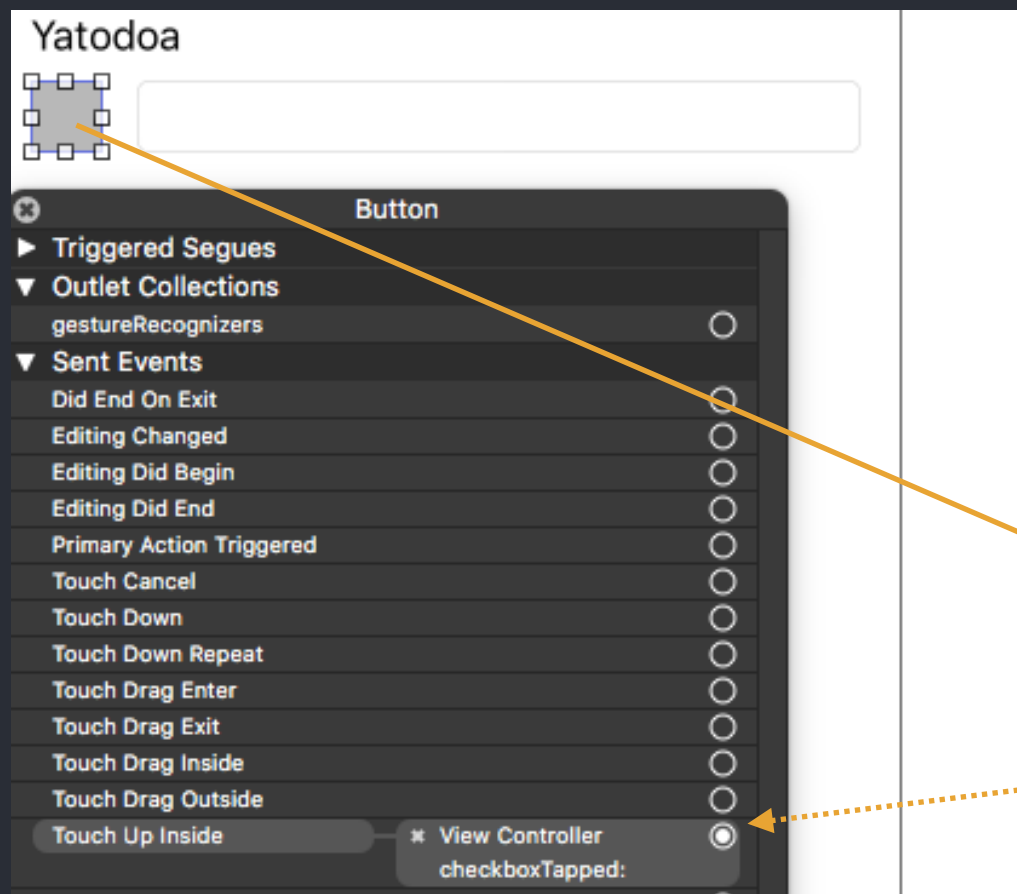 Yatodoa
Button
Triggered Segues
Outlet Collections
gestureRecognizers
Sent Events
Did End On Exit
Editing Changed
Editing Did Begin
Editing Did End
Primary Action Triggered
Touch Cancel
Touch Down
Touch Down Repeat
Touch Drag Enter
Touch Drag Exit
Touch Drag Inside
Touch Drag Outside
Touch Up Inside View Controller
checkboxTapped: